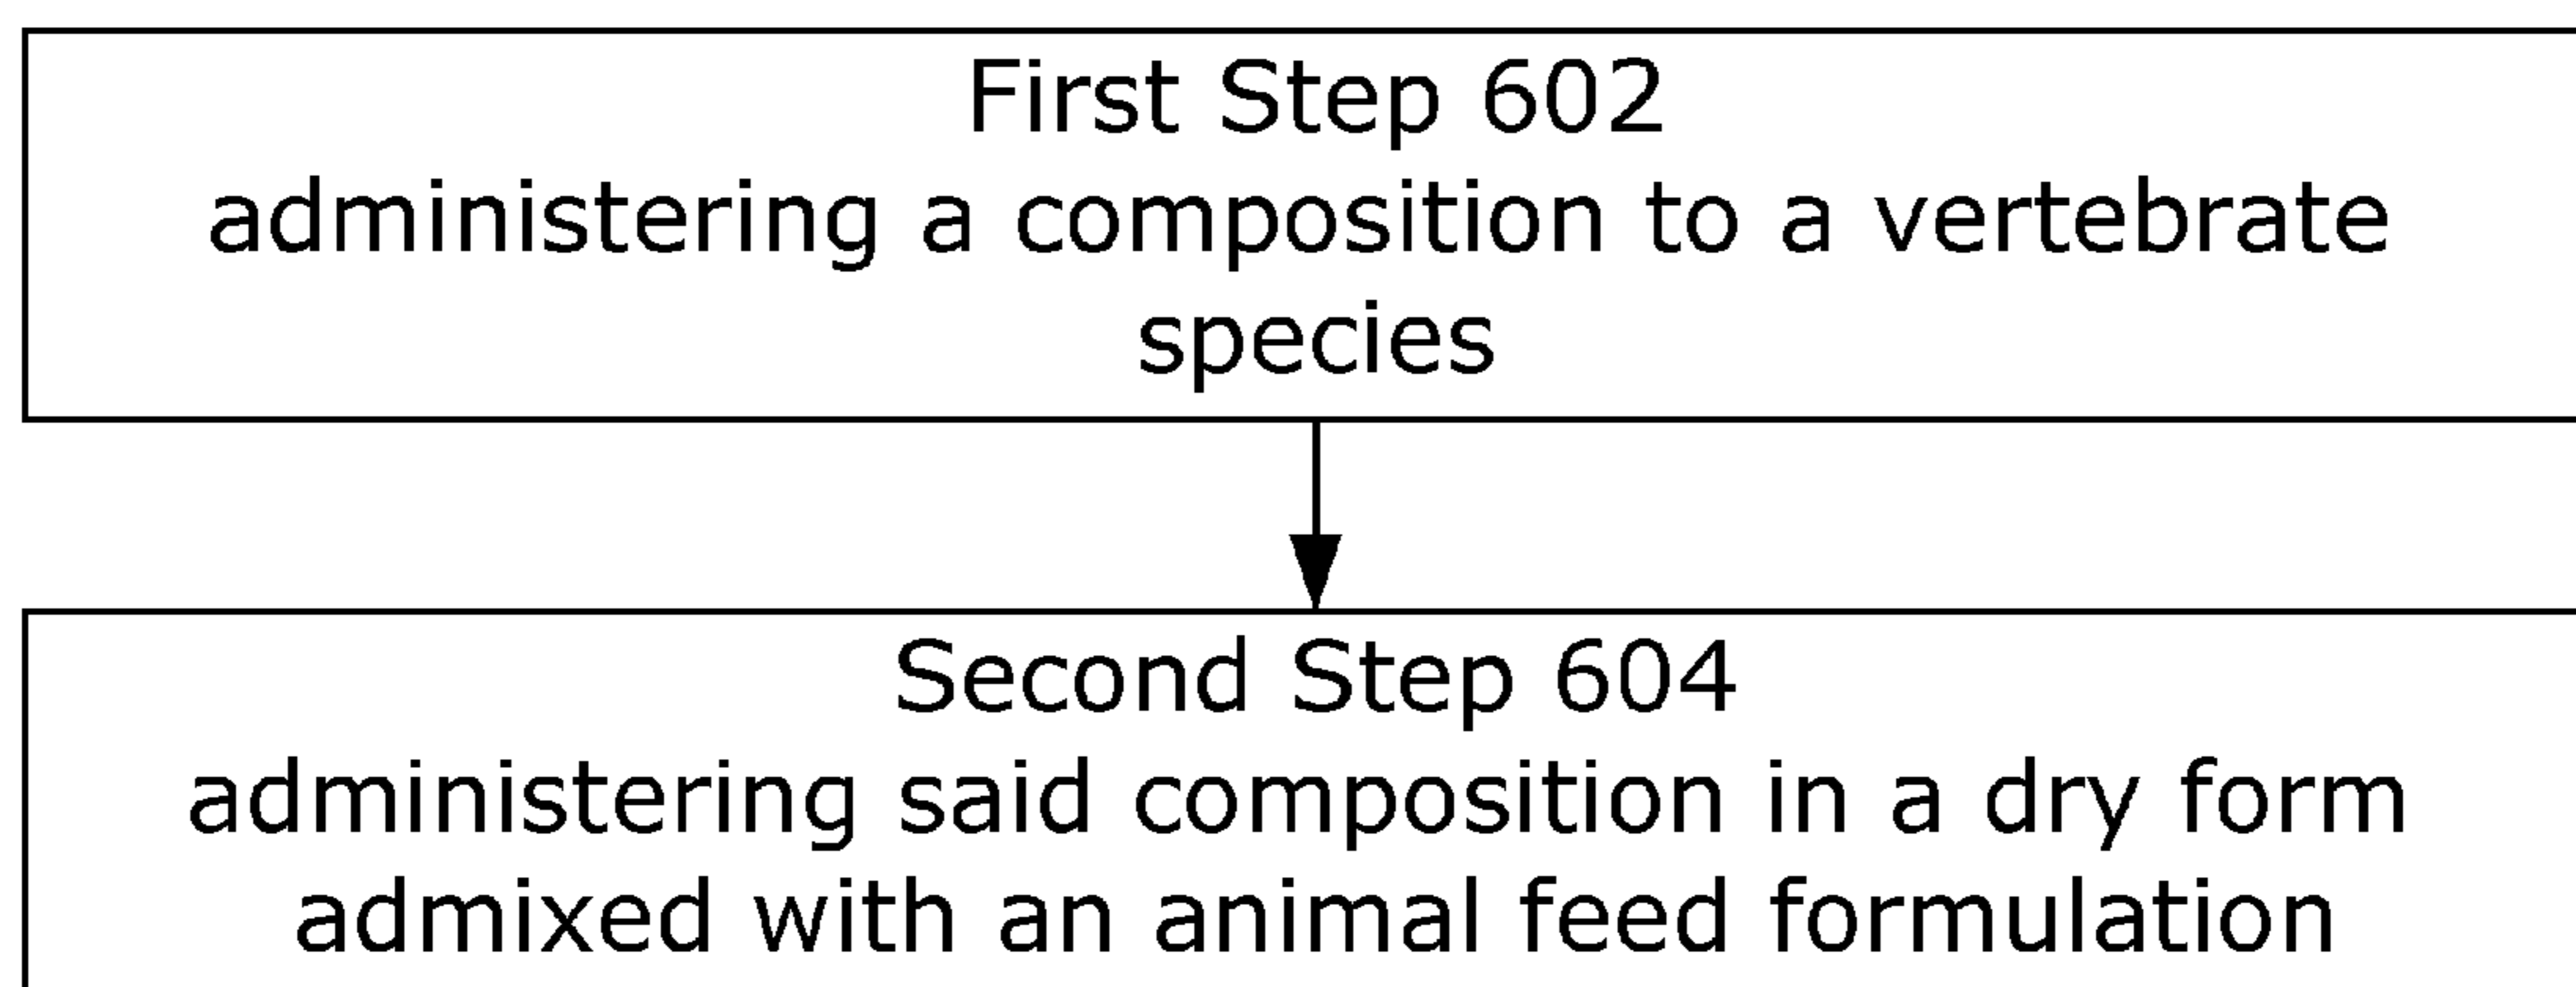 First Step 602
administering a composition to a vertebrate
species
Second Step 604
administering said composition in a dry form
admixed with an animal feed formulation